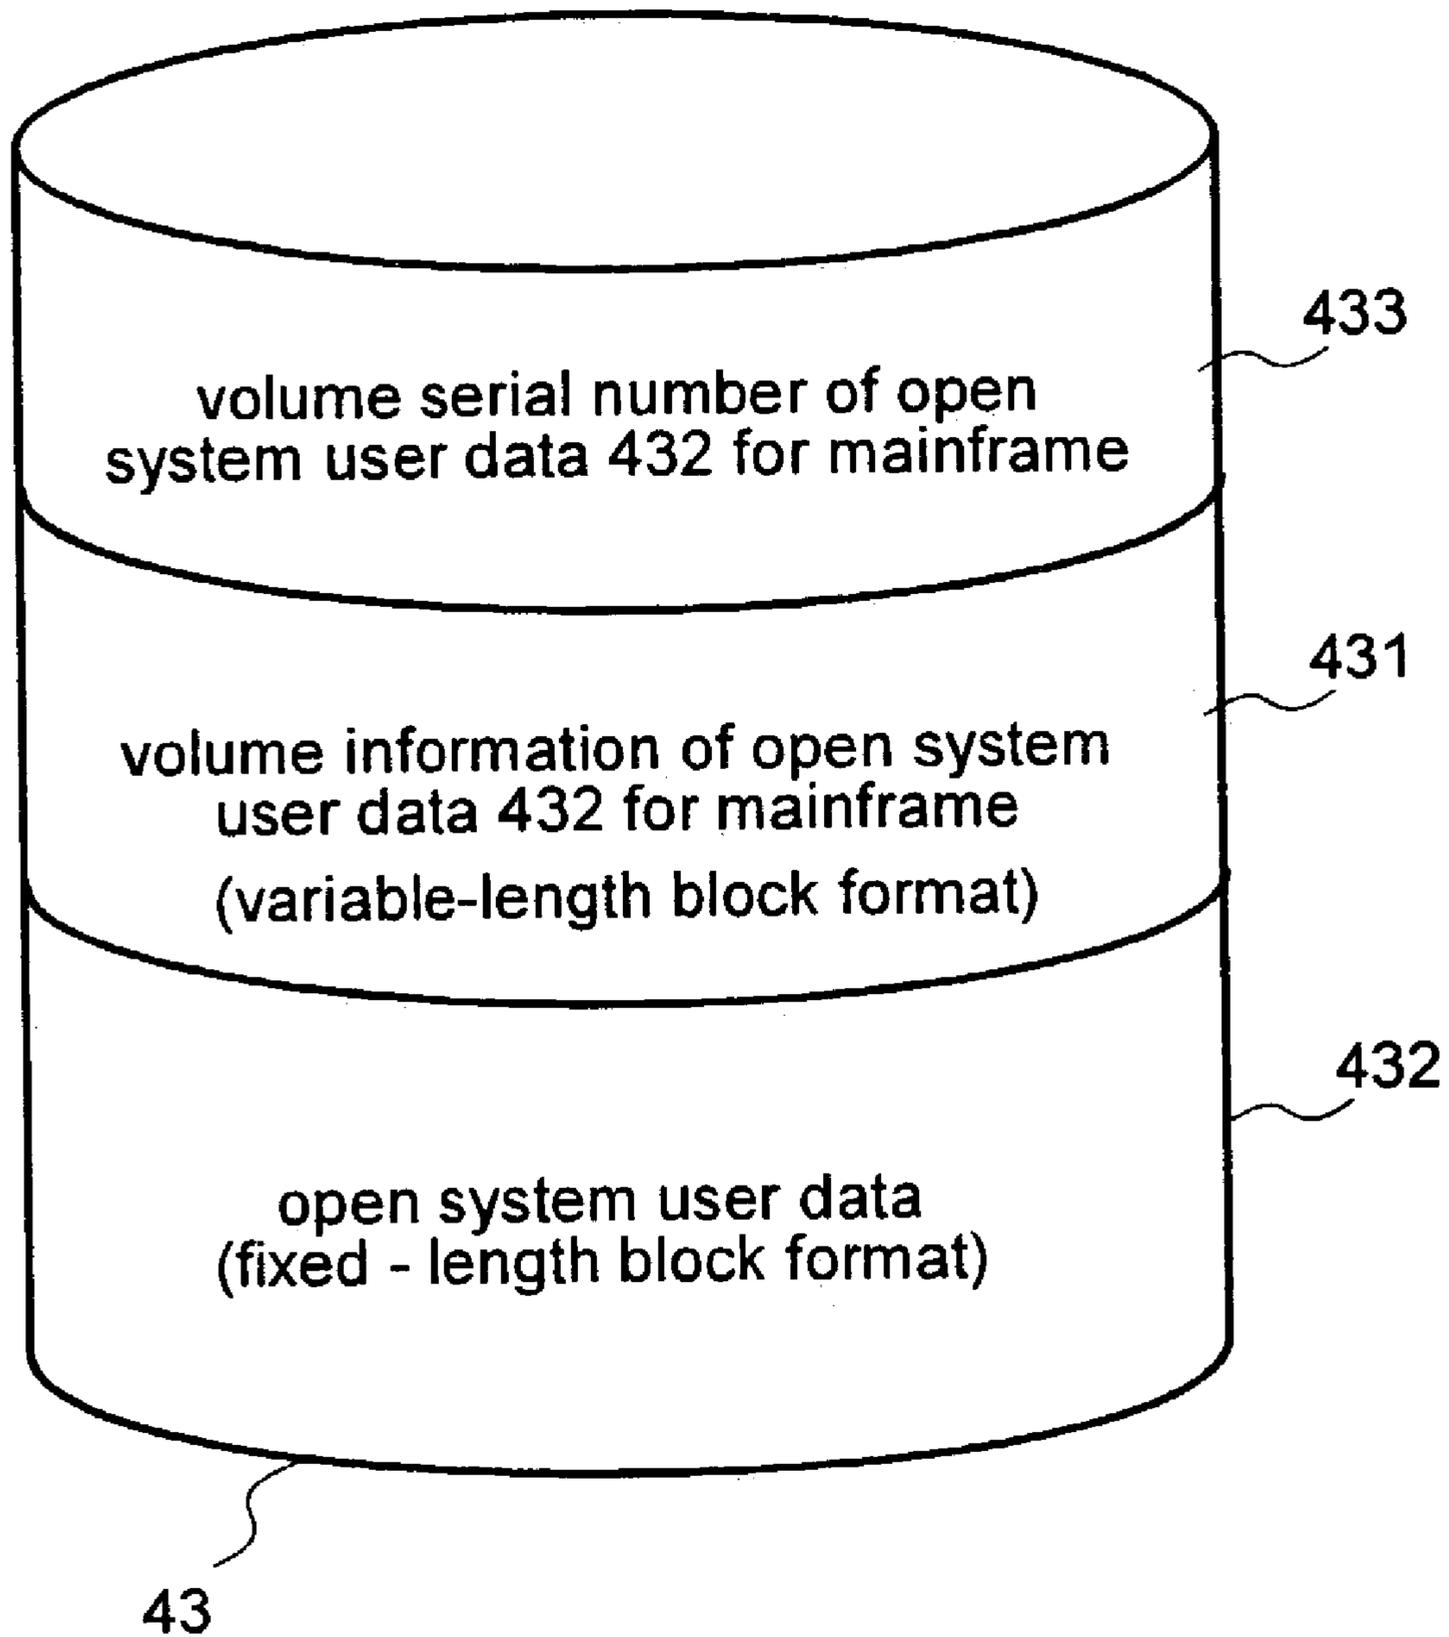 433
volume serial number of open
system user data 432 for mainframe
431
volume information of open system
user data 432 for mainframe
(variable-length block format)
432
open system user data
(fixed - length block format)
43